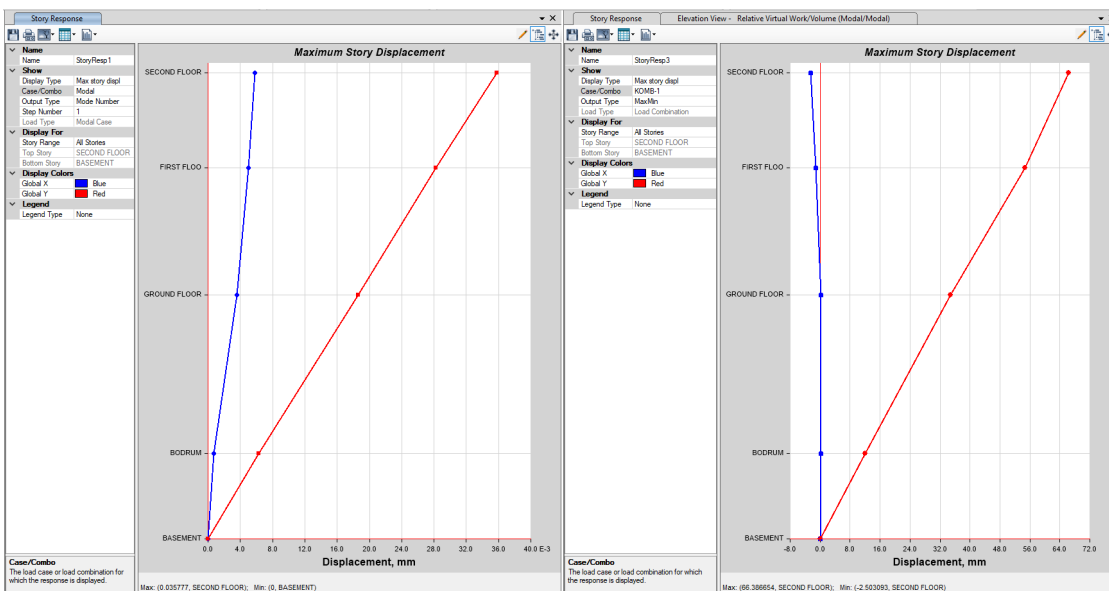 Story Response
Name
Name StoryResp1
Show
Display Type Max story displ
Case/Combo Modal
Output Type Mode Number
Step Number 1
Load Type Modal Case
Display For
Story Range All Stories
Top Story SECOND FLOOR
Bottom Story BASEMENT
Display Colors
Global X Blue
Global Y Red
Legend
Legend Type None
Case/Combo
The load case or load combination for
which the response is displayed.
Maximum Story Displacement
SECOND FLOOR
FIRST FLOO
GROUND FLOOR
BODRUM
BASEMENT
0.0 4.0 8.0 12.0 16.0 20.0 24.0 28.0 32.0 36.0 40.0 E-3
Displacement, mm
Max: (0.035777, SECOND FLOOR); Min: (0, BASEMENT)
Story Response Elevation View - Relative Virtual Work/Volume (Modal/Modal)
Name
Name StoryResp3
Show
Display Type Max story displ
Case/Combo KOMB-1
Output Type MaxMin
Load Type Load Combination
Display For
Story Range All Stories
Top Story SECOND FLOOR
Bottom Story BASEMENT
Display Colors
Global X Blue
Global Y Red
Legend
Legend Type None
Case/Combo
The load case or load combination for which
the response is displayed.
Maximum Story Displacement
SECOND FLOOR
FIRST FLOO
GROUND FLOOR
BODRUM
BASEMENT
-8.0 0.0 8.0 16.0 24.0 32.0 40.0 48.0 56.0 64.0 72.0
Displacement, mm
Max: (66.386654, SECOND FLOOR); Min: (-2.503093, SECOND FLOOR)